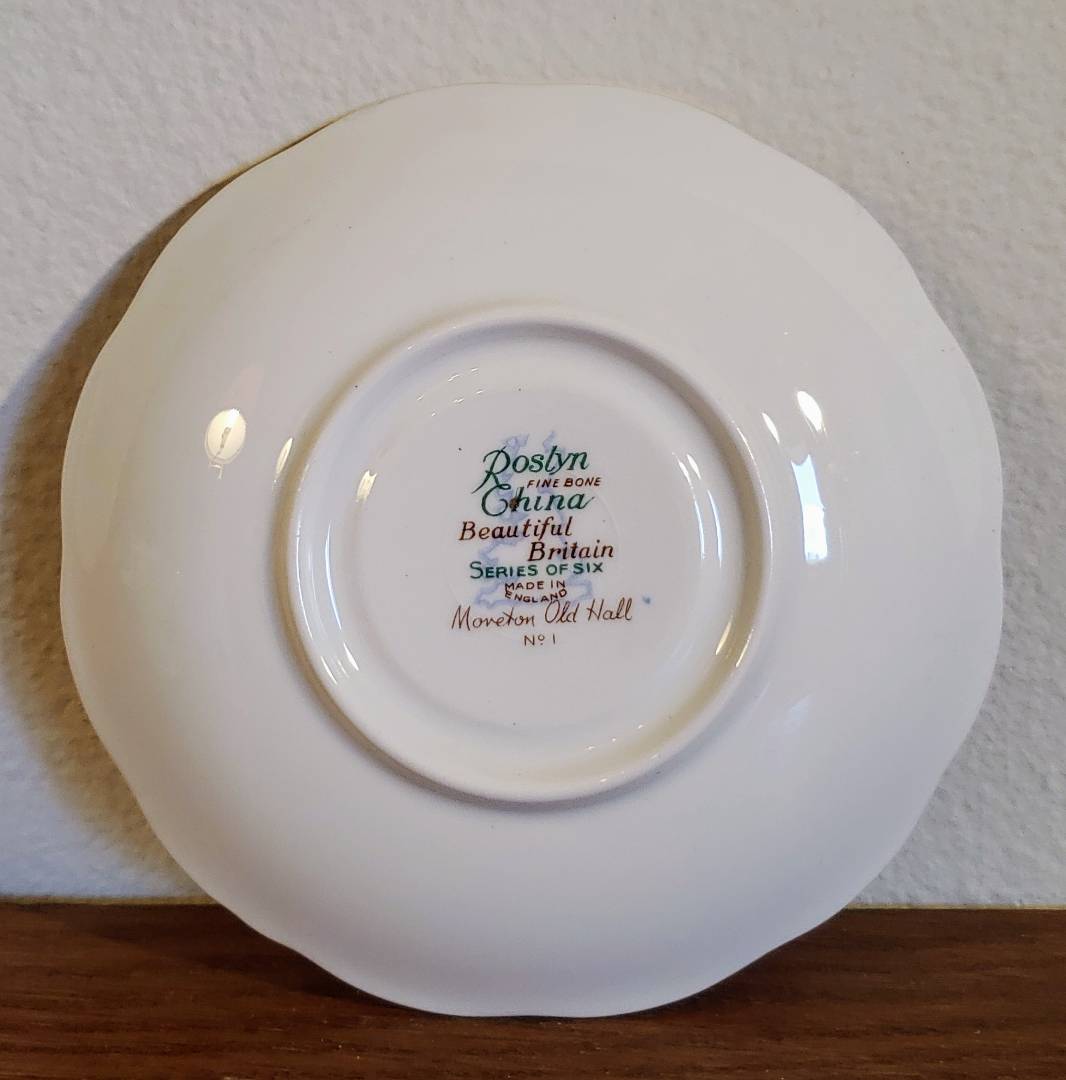 Roslyn
FINE BONE
China
Beautiful
Britain
SERIES OF SIX
MADE IN
ENGLAND
Moreton Old Hall
Nº 1